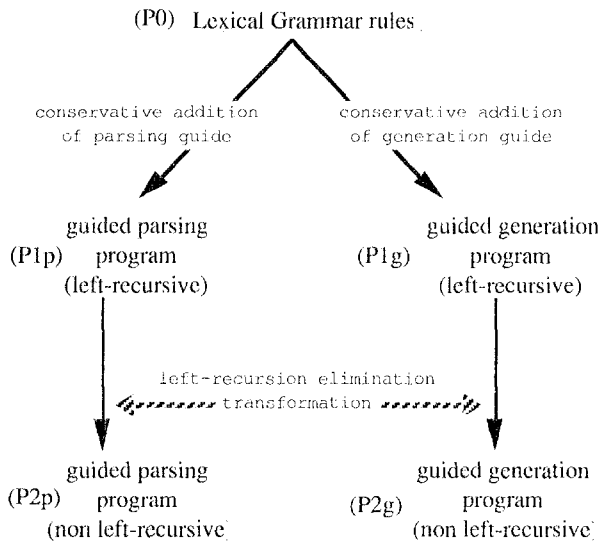 (P0) Lexical Grammar rules
conservative addition
of parsing guide
conservative addition
of generation guide
(P1p)
guided parsing
program
(left-recursive)
(P1g)
guided generation
program
(left-recursive)
left-recursion elimination
transformation
(P2p)
guided parsing
program
(non left-recursive)
(P2g)
guided generation
program
(non left-recursive)